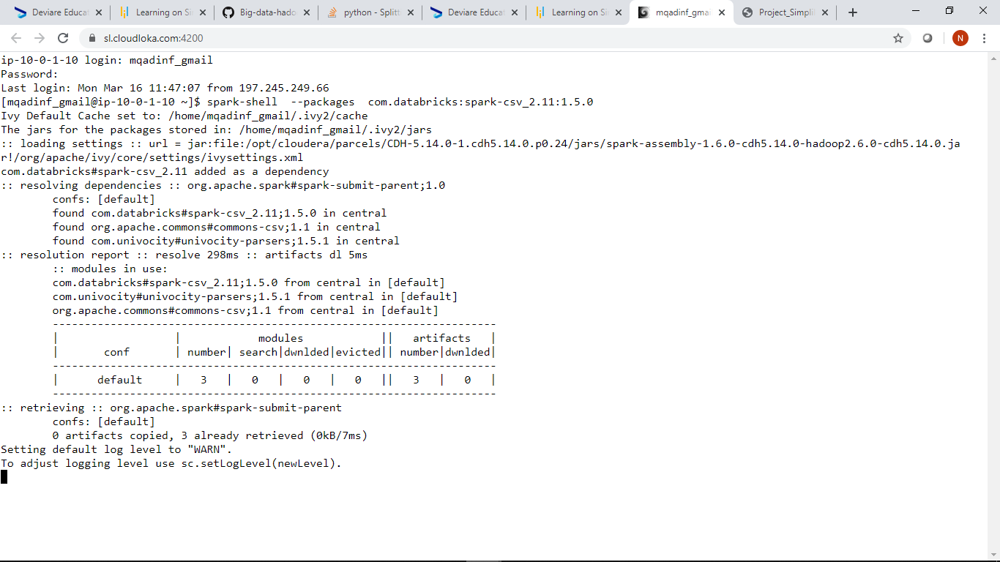 Deviare Educat
Learning on Si
Big-data-hado
python - Splitt
Deviare Educat
Learning on Si
mqadinf_gmai
Project_Simpli
sl.cloudloka.com:4200
N
ip-10-0-1-10 login: mqadinf_gmail
Password:
Last login: Mon Mar 16 11:47:07 from 197.245.249.66
[mqadinf_gmail@ip-10-0-1-10 ~]$ spark-shell  --packages  com.databricks:spark-csv_2.11:1.5.0
Ivy Default Cache set to: /home/mqadinf_gmail/.ivy2/cache
The jars for the packages stored in: /home/mqadinf_gmail/.ivy2/jars
:: loading settings :: url = jar:file:/opt/cloudera/parcels/CDH-5.14.0-1.cdh5.14.0.p0.24/jars/spark-assembly-1.6.0-cdh5.14.0-hadoop2.6.0-cdh5.14.0.ja
r!/org/apache/ivy/core/settings/ivysettings.xml
com.databricks#spark-csv_2.11 added as a dependency
:: resolving dependencies :: org.apache.spark#spark-submit-parent;1.0
        confs: [default]
        found com.databricks#spark-csv_2.11;1.5.0 in central
        found org.apache.commons#commons-csv;1.1 in central
        found com.univocity#univocity-parsers;1.5.1 in central
:: resolution report :: resolve 298ms :: artifacts dl 5ms
        :: modules in use:
        com.databricks#spark-csv_2.11;1.5.0 from central in [default]
        com.univocity#univocity-parsers;1.5.1 from central in [default]
        org.apache.commons#commons-csv;1.1 from central in [default]
        ---------------------------------------------------------------------
        |                  |            modules            ||   artifacts   |
        |       conf       | number| search|dwnlded|evicted|| number|dwnlded|
        ---------------------------------------------------------------------
        |      default     |   3   |   0   |   0   |   0   ||   3   |   0   |
        ---------------------------------------------------------------------
:: retrieving :: org.apache.spark#spark-submit-parent
        confs: [default]
        0 artifacts copied, 3 already retrieved (0kB/7ms)
Setting default log level to "WARN".
To adjust logging level use sc.setLogLevel(newLevel).